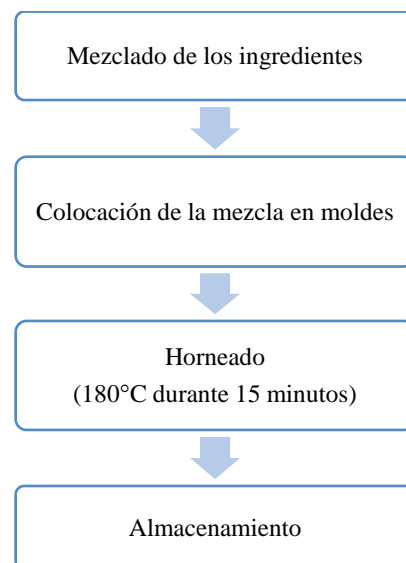 Mezclado de los ingredientes
Colocación de la mezcla en moldes
Horneado
(180°C durante 15 minutos)
Almacenamiento